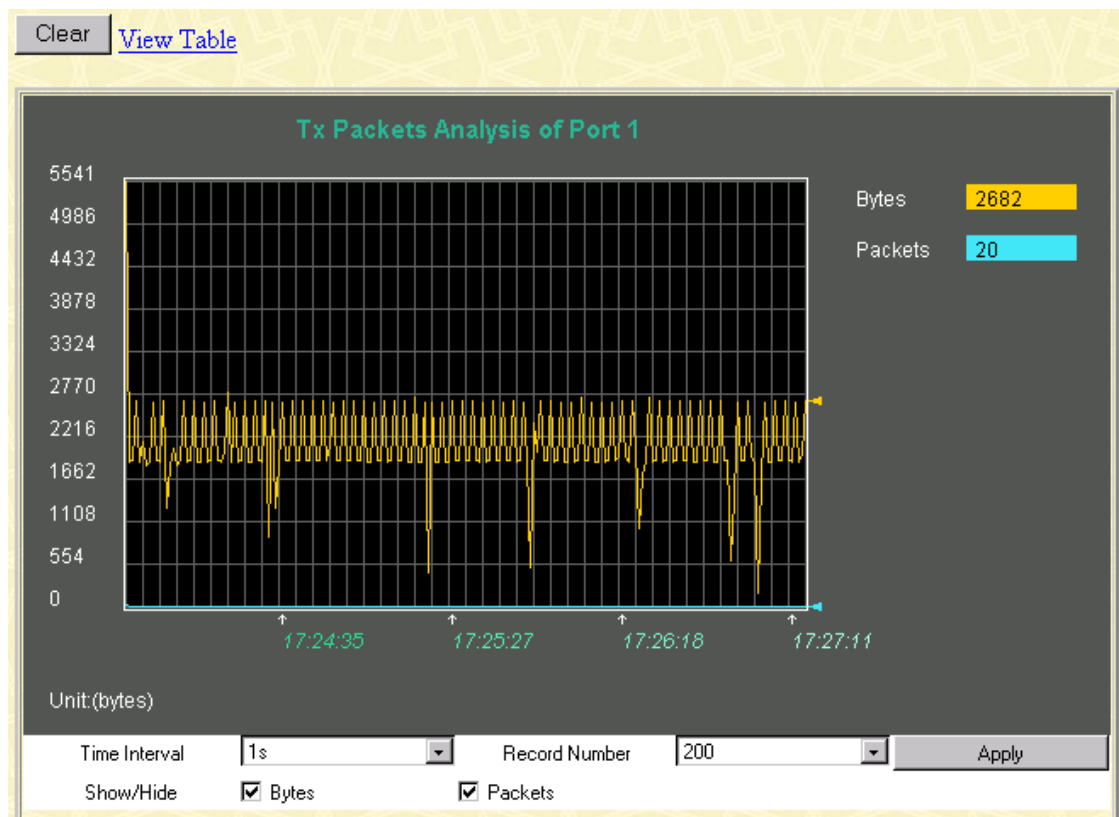 Clear View Table
Tx Packets Analysis of Port 1
5541
4986
4432
3878
3324
2770
2216
1662
1108
554
0
Bytes 2682
Packets 20
17:24:35 17:25:27 17:26:18 17:27:11
Unit:(bytes)
Time Interval 1s Record Number 200 Apply
Show/Hide Bytes Packets